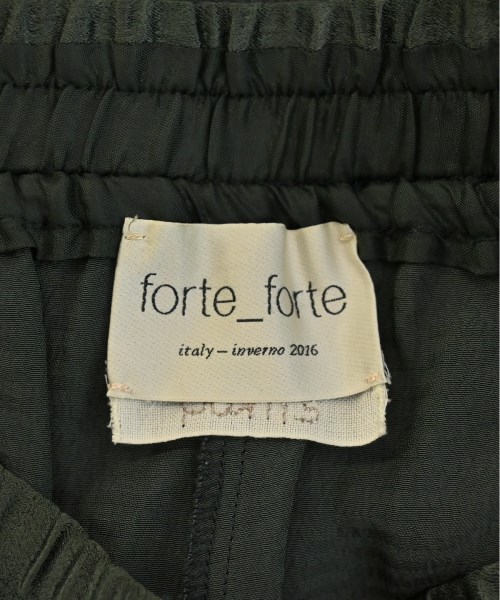 forte_forte
italy – inverno 2016